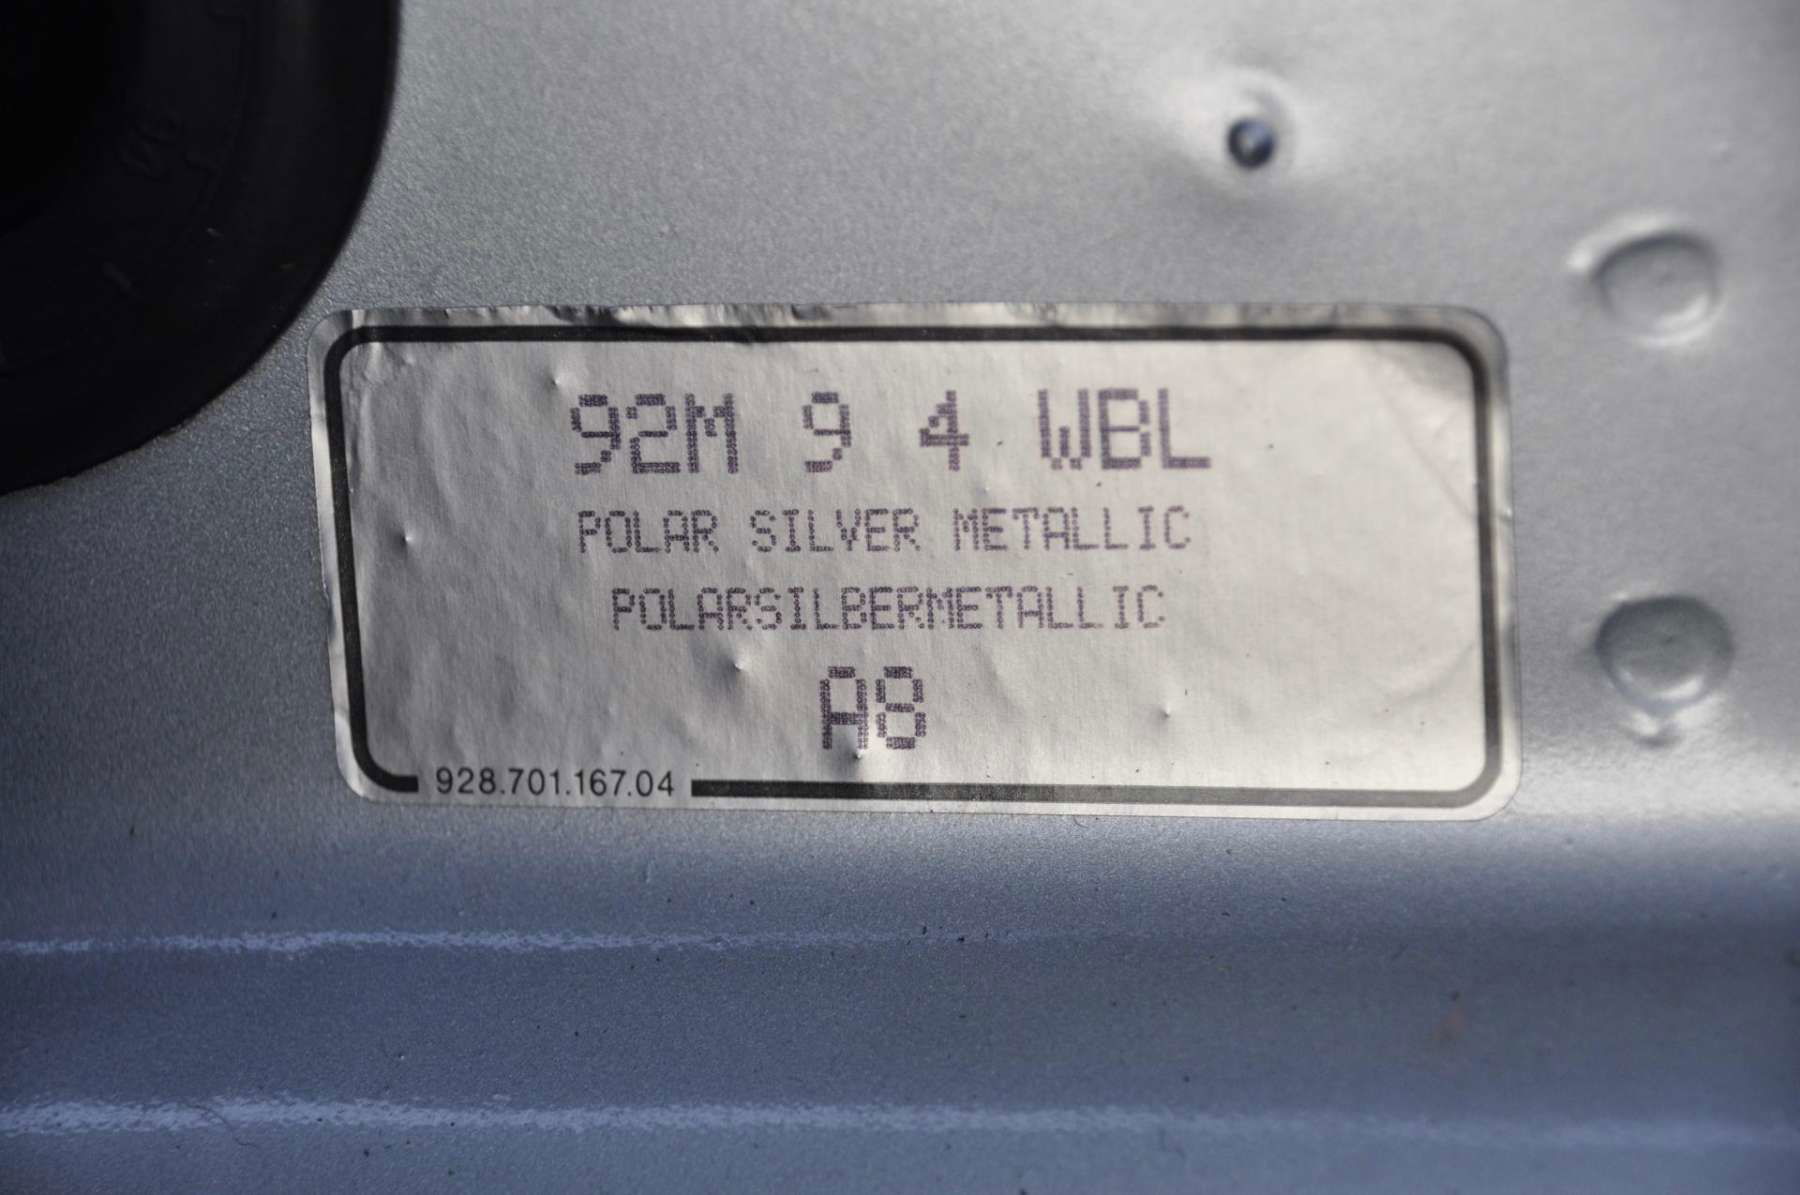 92M 9 4 WBL
POLAR SILVER METALLIC
POLARSILBERMETALLIC
A8
928.701.167.04